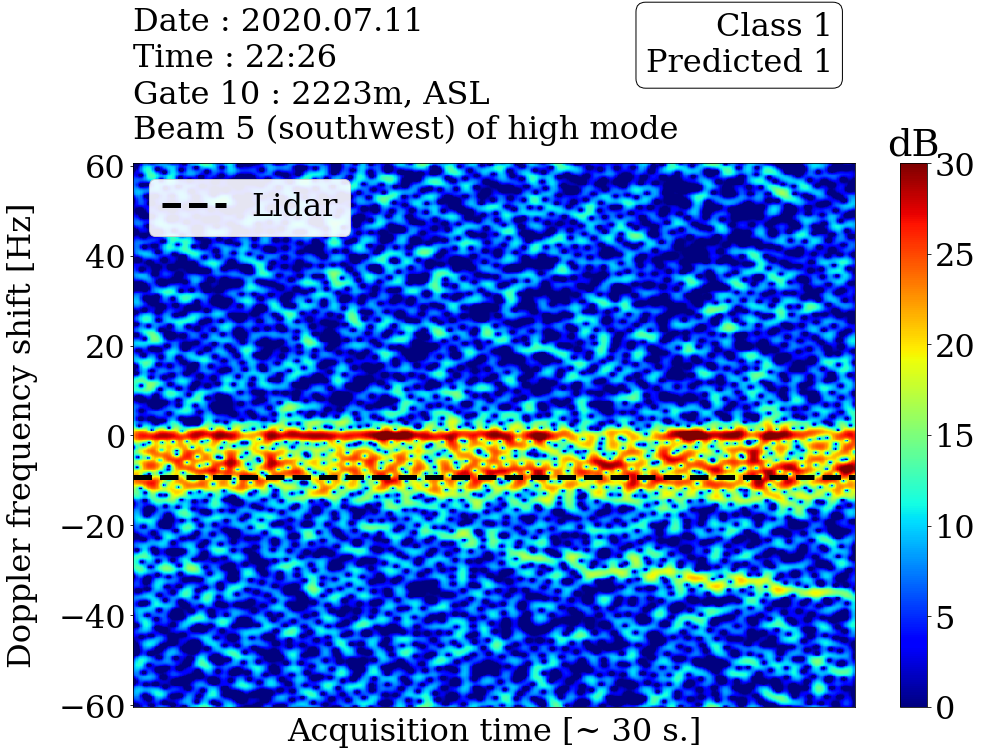 Date : 2020.07.11
Time : 22:26
Gate 10 : 2223m, ASL
Beam 5 (southwest) of high mode
Class 1
Predicted 1
dB
Lidar
Doppler frequency shift [Hz]
60
40
20
0
−20
−40
−60
30
25
20
15
10
5
0
Acquisition time [~ 30 s.]